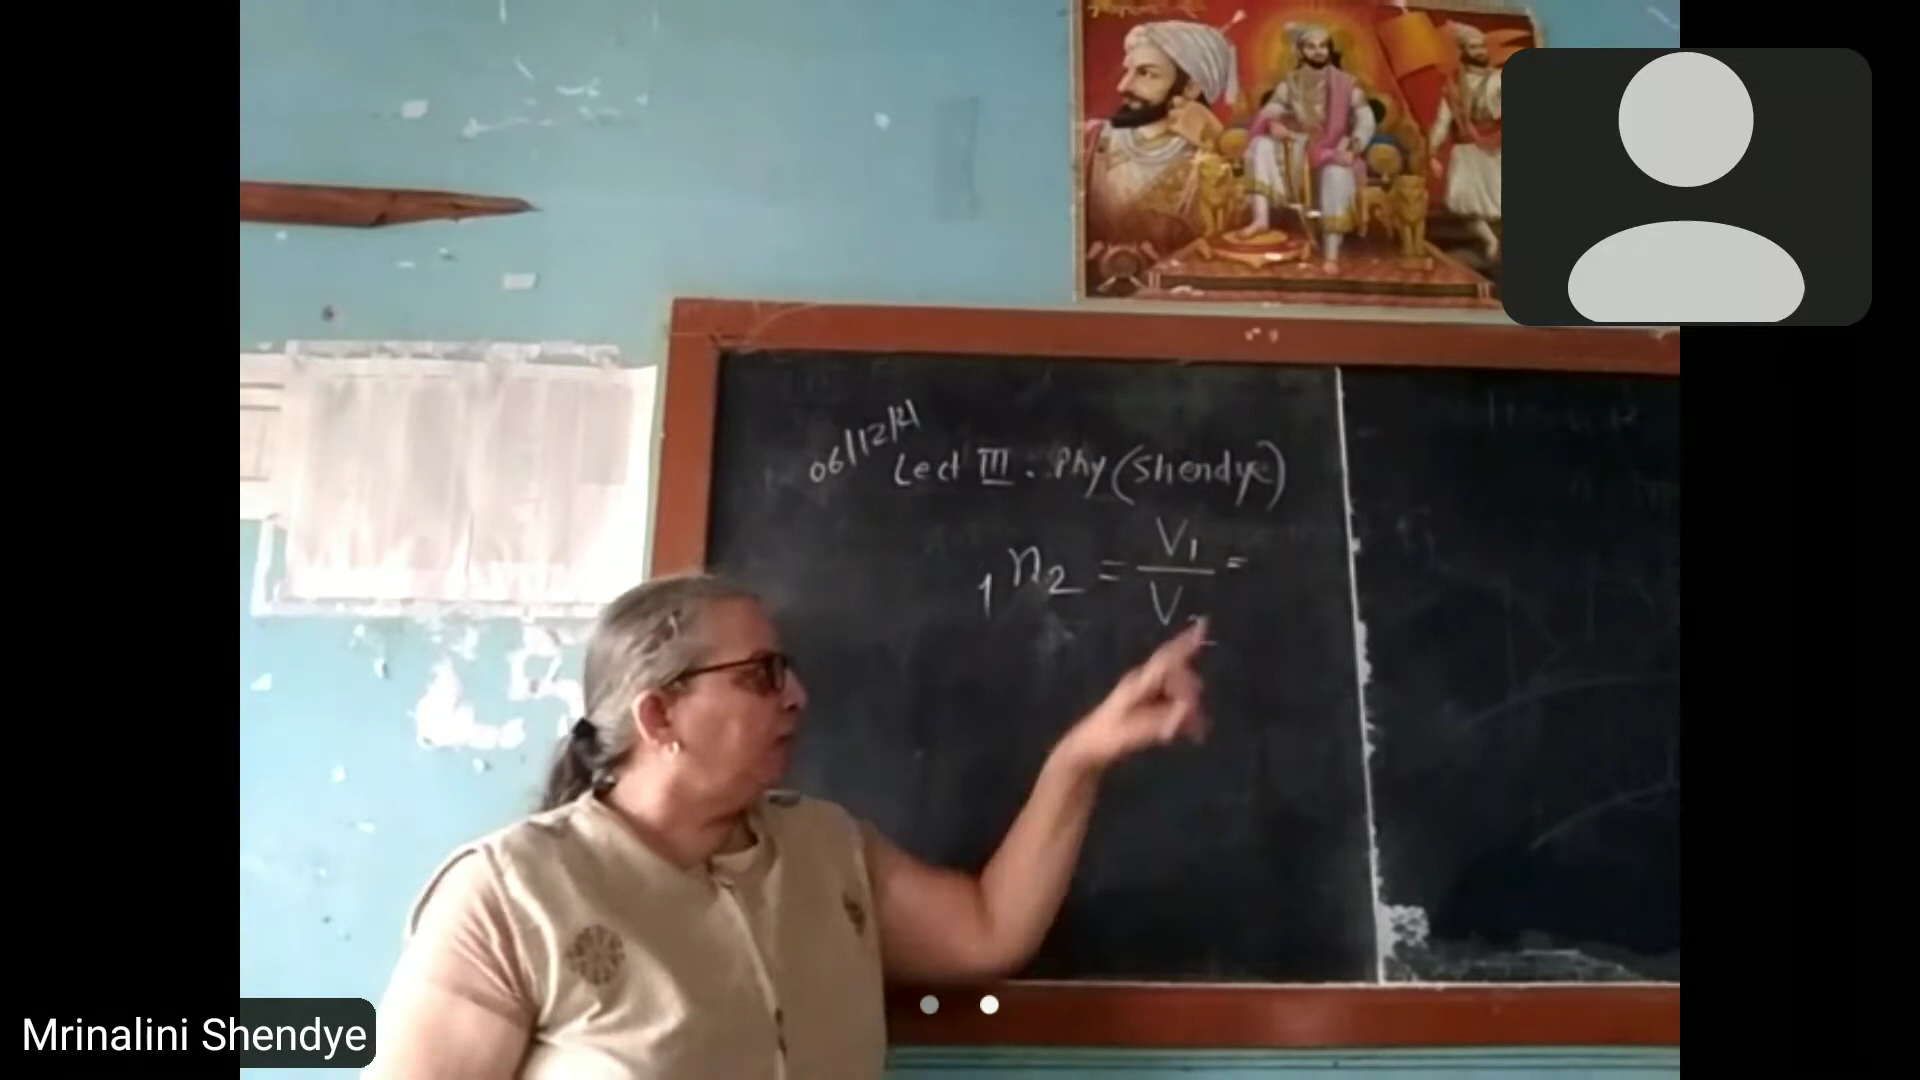 06/12/21
Lect III. Phy (Shendye)
1n2 = V1/V2 =
Mrinalini Shendye